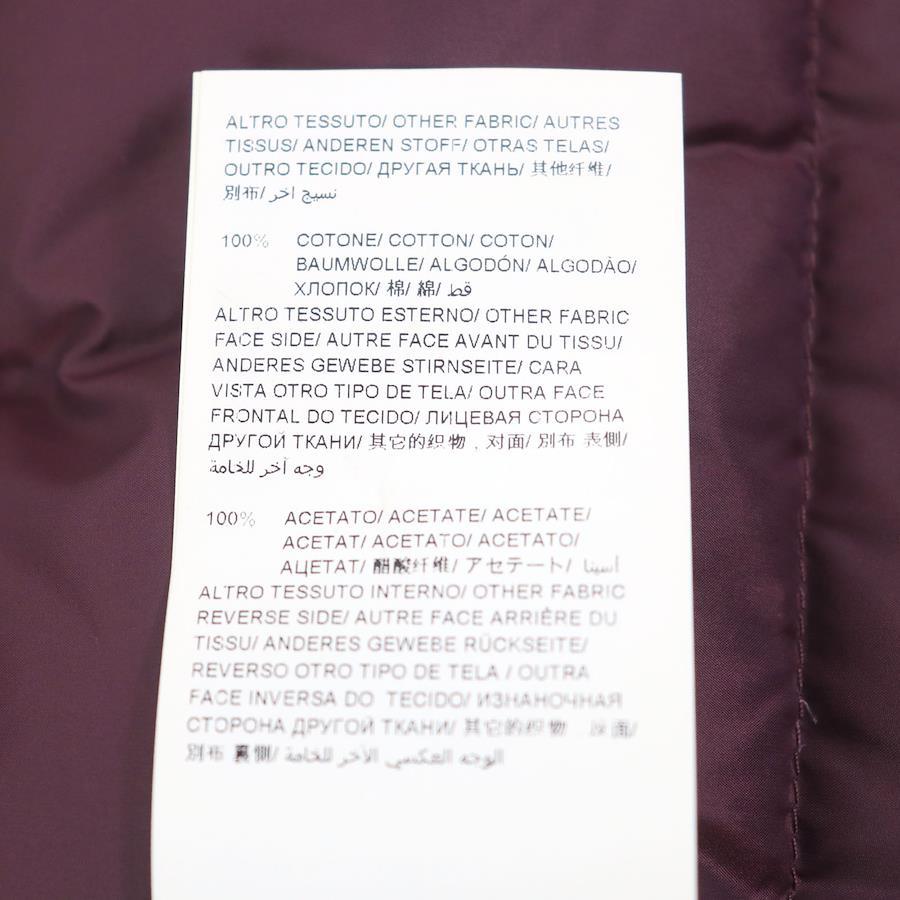 ALTRO TESSUTO/ OTHER FABRIC/ AUTRES
TISSUS/ ANDEREN STOFF/ OTRAS TELAS/
OUTRO TECIDO/ ДРУГАЯ ТКАНЬ/ 其他纤维/
別布/ نسيج آخر
100% COTONE/ COTTON/ COTON/
BAUMWOLLE/ ALGODÓN/ ALGODÃO/
ХЛОПОК/ 棉/ 綿/ قط
ALTRO TESSUTO ESTERNO/ OTHER FABRIC
FACE SIDE/ AUTRE FACE AVANT DU TISSU/
ANDERES GEWEBE STIRNSEITE/ CARA
VISTA OTRO TIPO DE TELA/ OUTRA FACE
FRONTAL DO TECIDO/ ЛИЦЕВАЯ СТОРОНА
ДРУГОЙ ТКАНИ/ 其它的织物 , 对面/ 別布 表側/
وجه آخر للخامة
100% ACETATO/ ACETATE/ ACETATE/
ACETAT/ ACETATO/ ACETATO/
АЦЕТАТ/ 醋酸纤维/ アセテート/
ALTRO TESSUTO INTERNO/ OTHER FABRIC
REVERSE SIDE/ AUTRE FACE ARRIÈRE DU
TISSU/ ANDERES GEWEBE RÜCKSEITE/
REVERSO OTRO TIPO DE TELA / OUTRA
FACE INVERSA DO TECIDO/ ИЗНАНОЧНАЯ
СТОРОНА ДРУГОЙ ТКАНИ/ 其它的织物 ,
別布 裏側/ الوجه العكسي الآخر للخامة